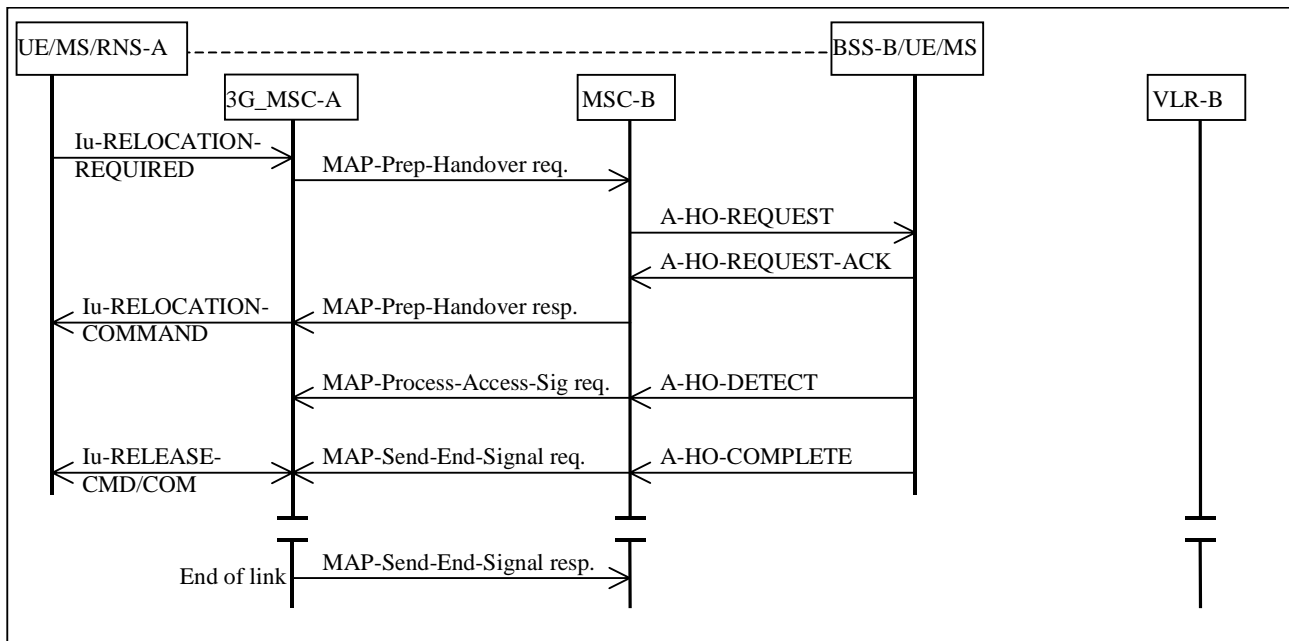 UE/MS/RNS-A
BSS-B/UE/MS
3G_MSC-A
MSC-B
VLR-B
Iu-RELOCATION-
REQUIRED
MAP-Prep-Handover req.
A-HO-REQUEST
A-HO-REQUEST-ACK
Iu-RELOCATION-
COMMAND
MAP-Prep-Handover resp.
MAP-Process-Access-Sig req.
A-HO-DETECT
Iu-RELEASE-
CMD/COM
MAP-Send-End-Signal req.
A-HO-COMPLETE
End of link
MAP-Send-End-Signal resp.